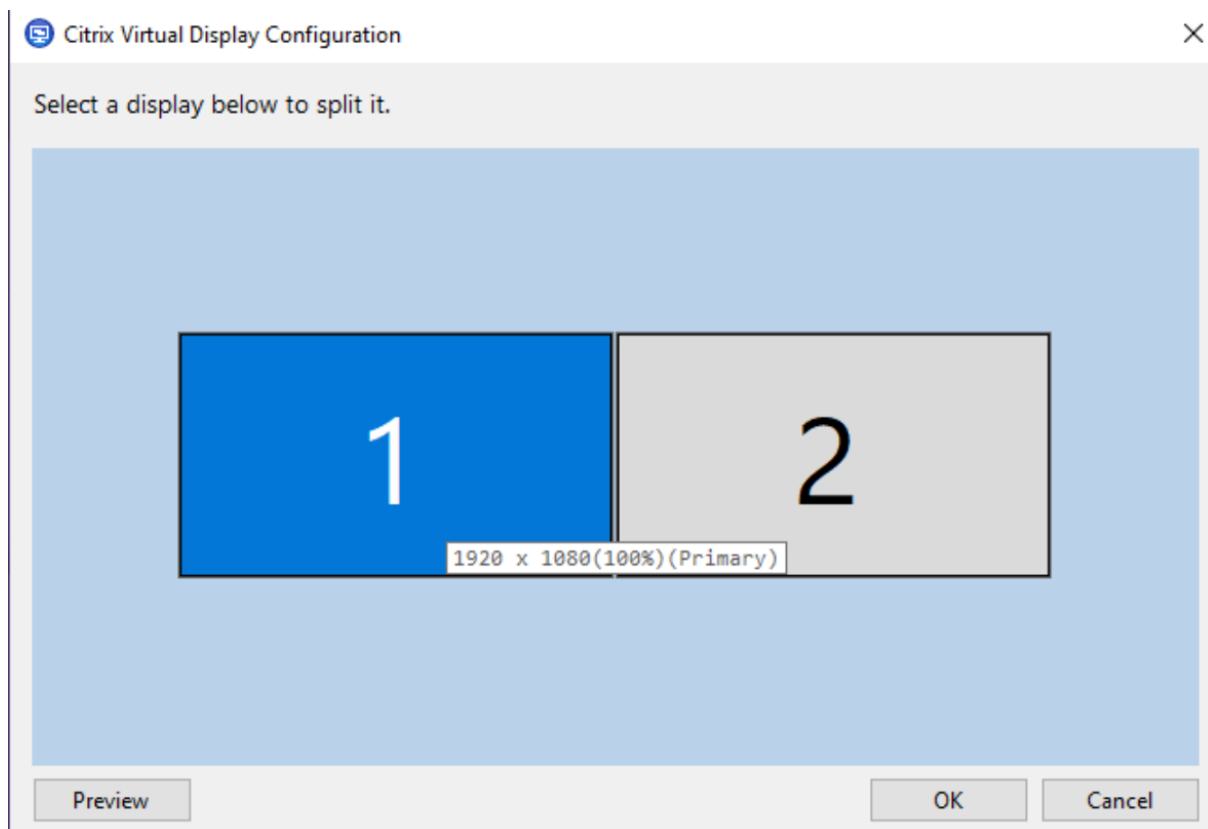 Citrix Virtual Display Configuration
Select a display below to split it.
1
2
1920 x 1080(100%)(Primary)
Preview
OK
Cancel